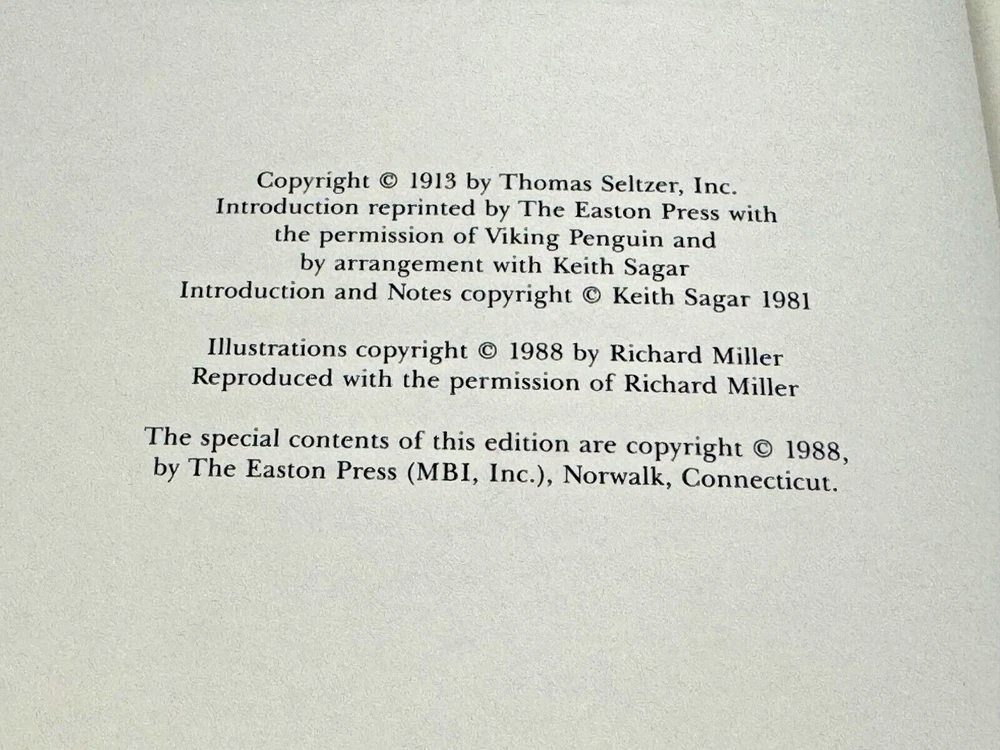 Copyright © 1913 by Thomas Seltzer, Inc.
Introduction reprinted by The Easton Press with
the permission of Viking Penguin and
by arrangement with Keith Sagar
Introduction and Notes copyright © Keith Sagar 1981
Illustrations copyright © 1988 by Richard Miller
Reproduced with the permission of Richard Miller
The special contents of this edition are copyright © 1988,
by The Easton Press (MBI, Inc.), Norwalk, Connecticut.